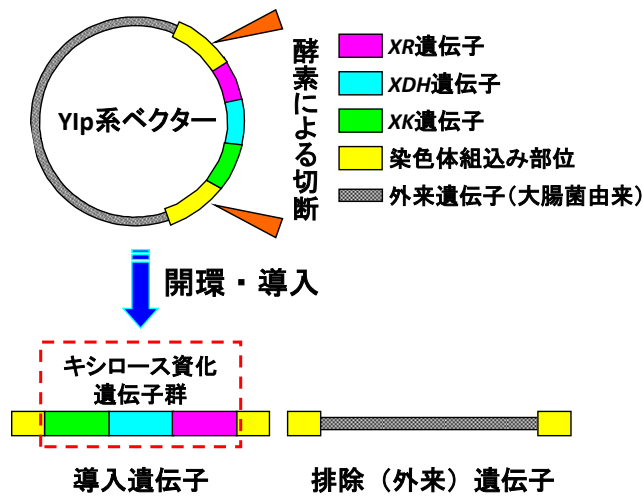 YIp系ベクター
酵素による切断
XR遺伝子
XDH遺伝子
XK遺伝子
染色体組込み部位
外来遺伝子(大腸菌由来)
開環・導入
キシロース資化
遺伝子群
導入遺伝子
排除（外来）遺伝子